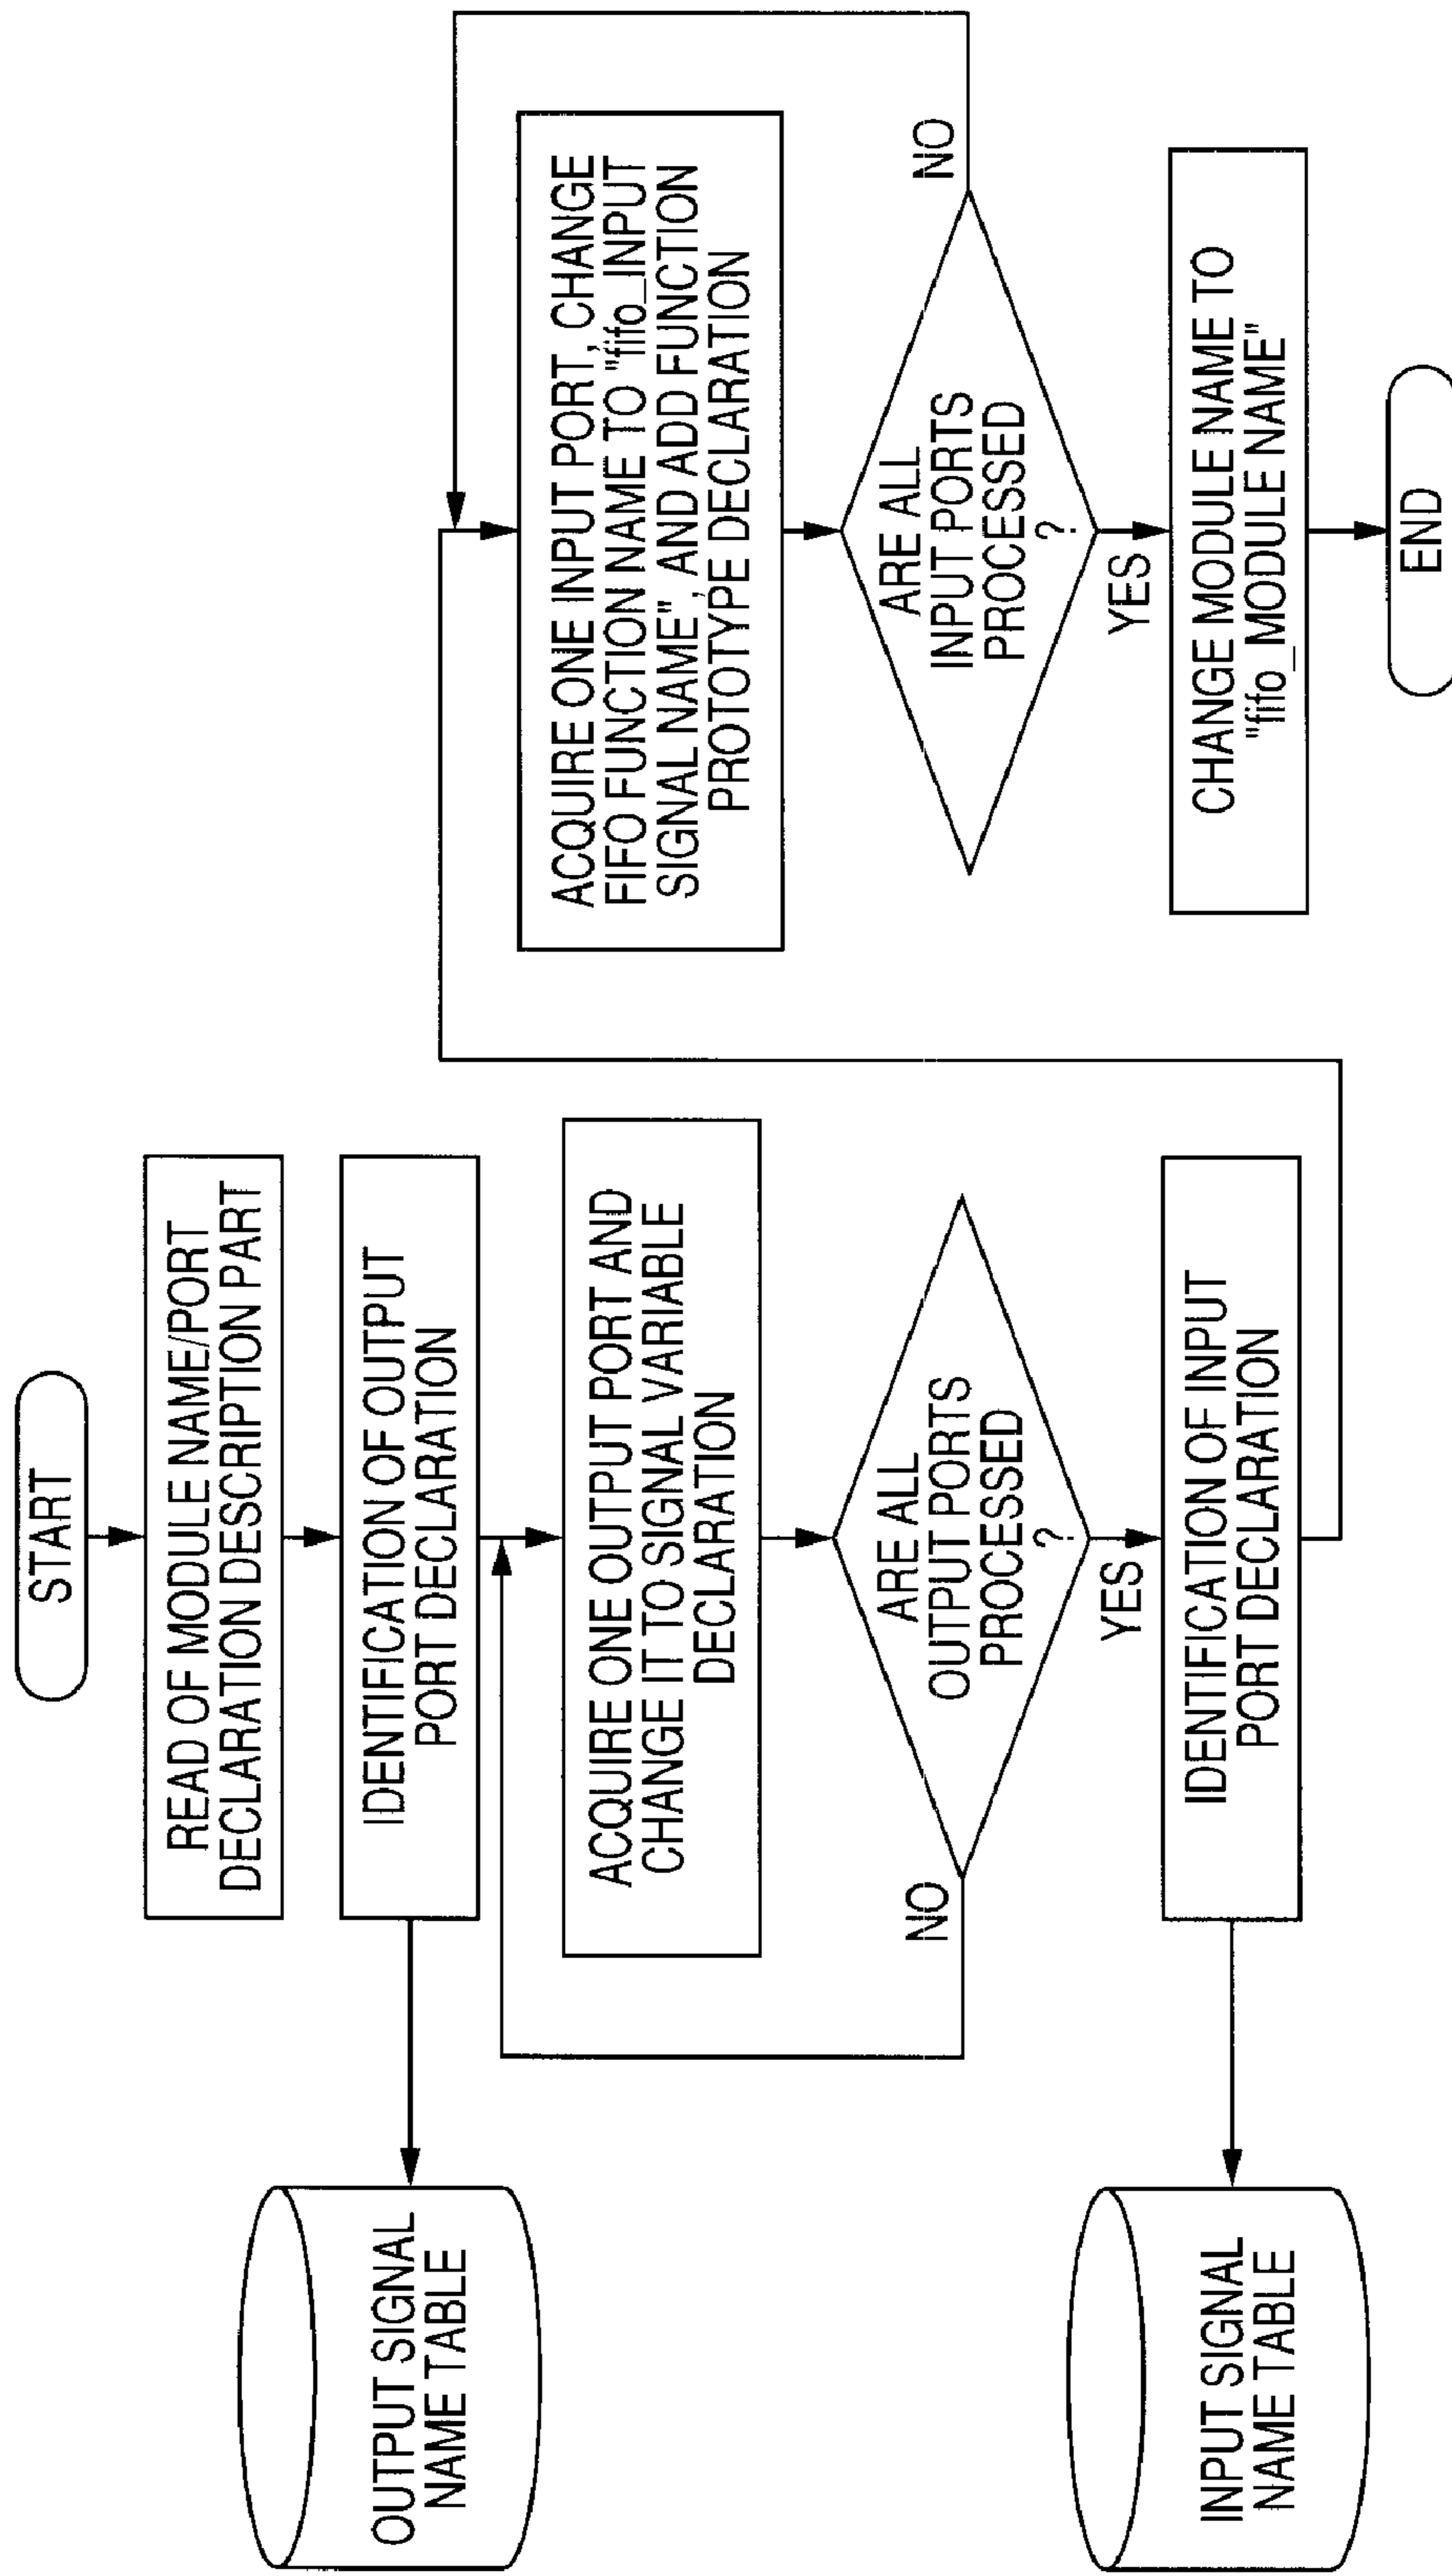 START
READ OF MODULE NAME/PORT
DECLARATION DESCRIPTION PART
IDENTIFICATION OF OUTPUT
PORT DECLARATION
OUTPUT SIGNAL
NAME TABLE
ACQUIRE ONE OUTPUT PORT AND
CHANGE IT TO SIGNAL VARIABLE
DECLARATION
ARE ALL
OUTPUT PORTS
PROCESSED
?
NO
YES
IDENTIFICATION OF INPUT
PORT DECLARATION
INPUT SIGNAL
NAME TABLE
ACQUIRE ONE INPUT PORT, CHANGE
FIFO FUNCTION NAME TO "fifo_INPUT
SIGNAL NAME", AND ADD FUNCTION
PROTOTYPE DECLARATION
ARE ALL
INPUT PORTS
PROCESSED
?
NO
YES
CHANGE MODULE NAME TO
"fifo_MODULE NAME"
END